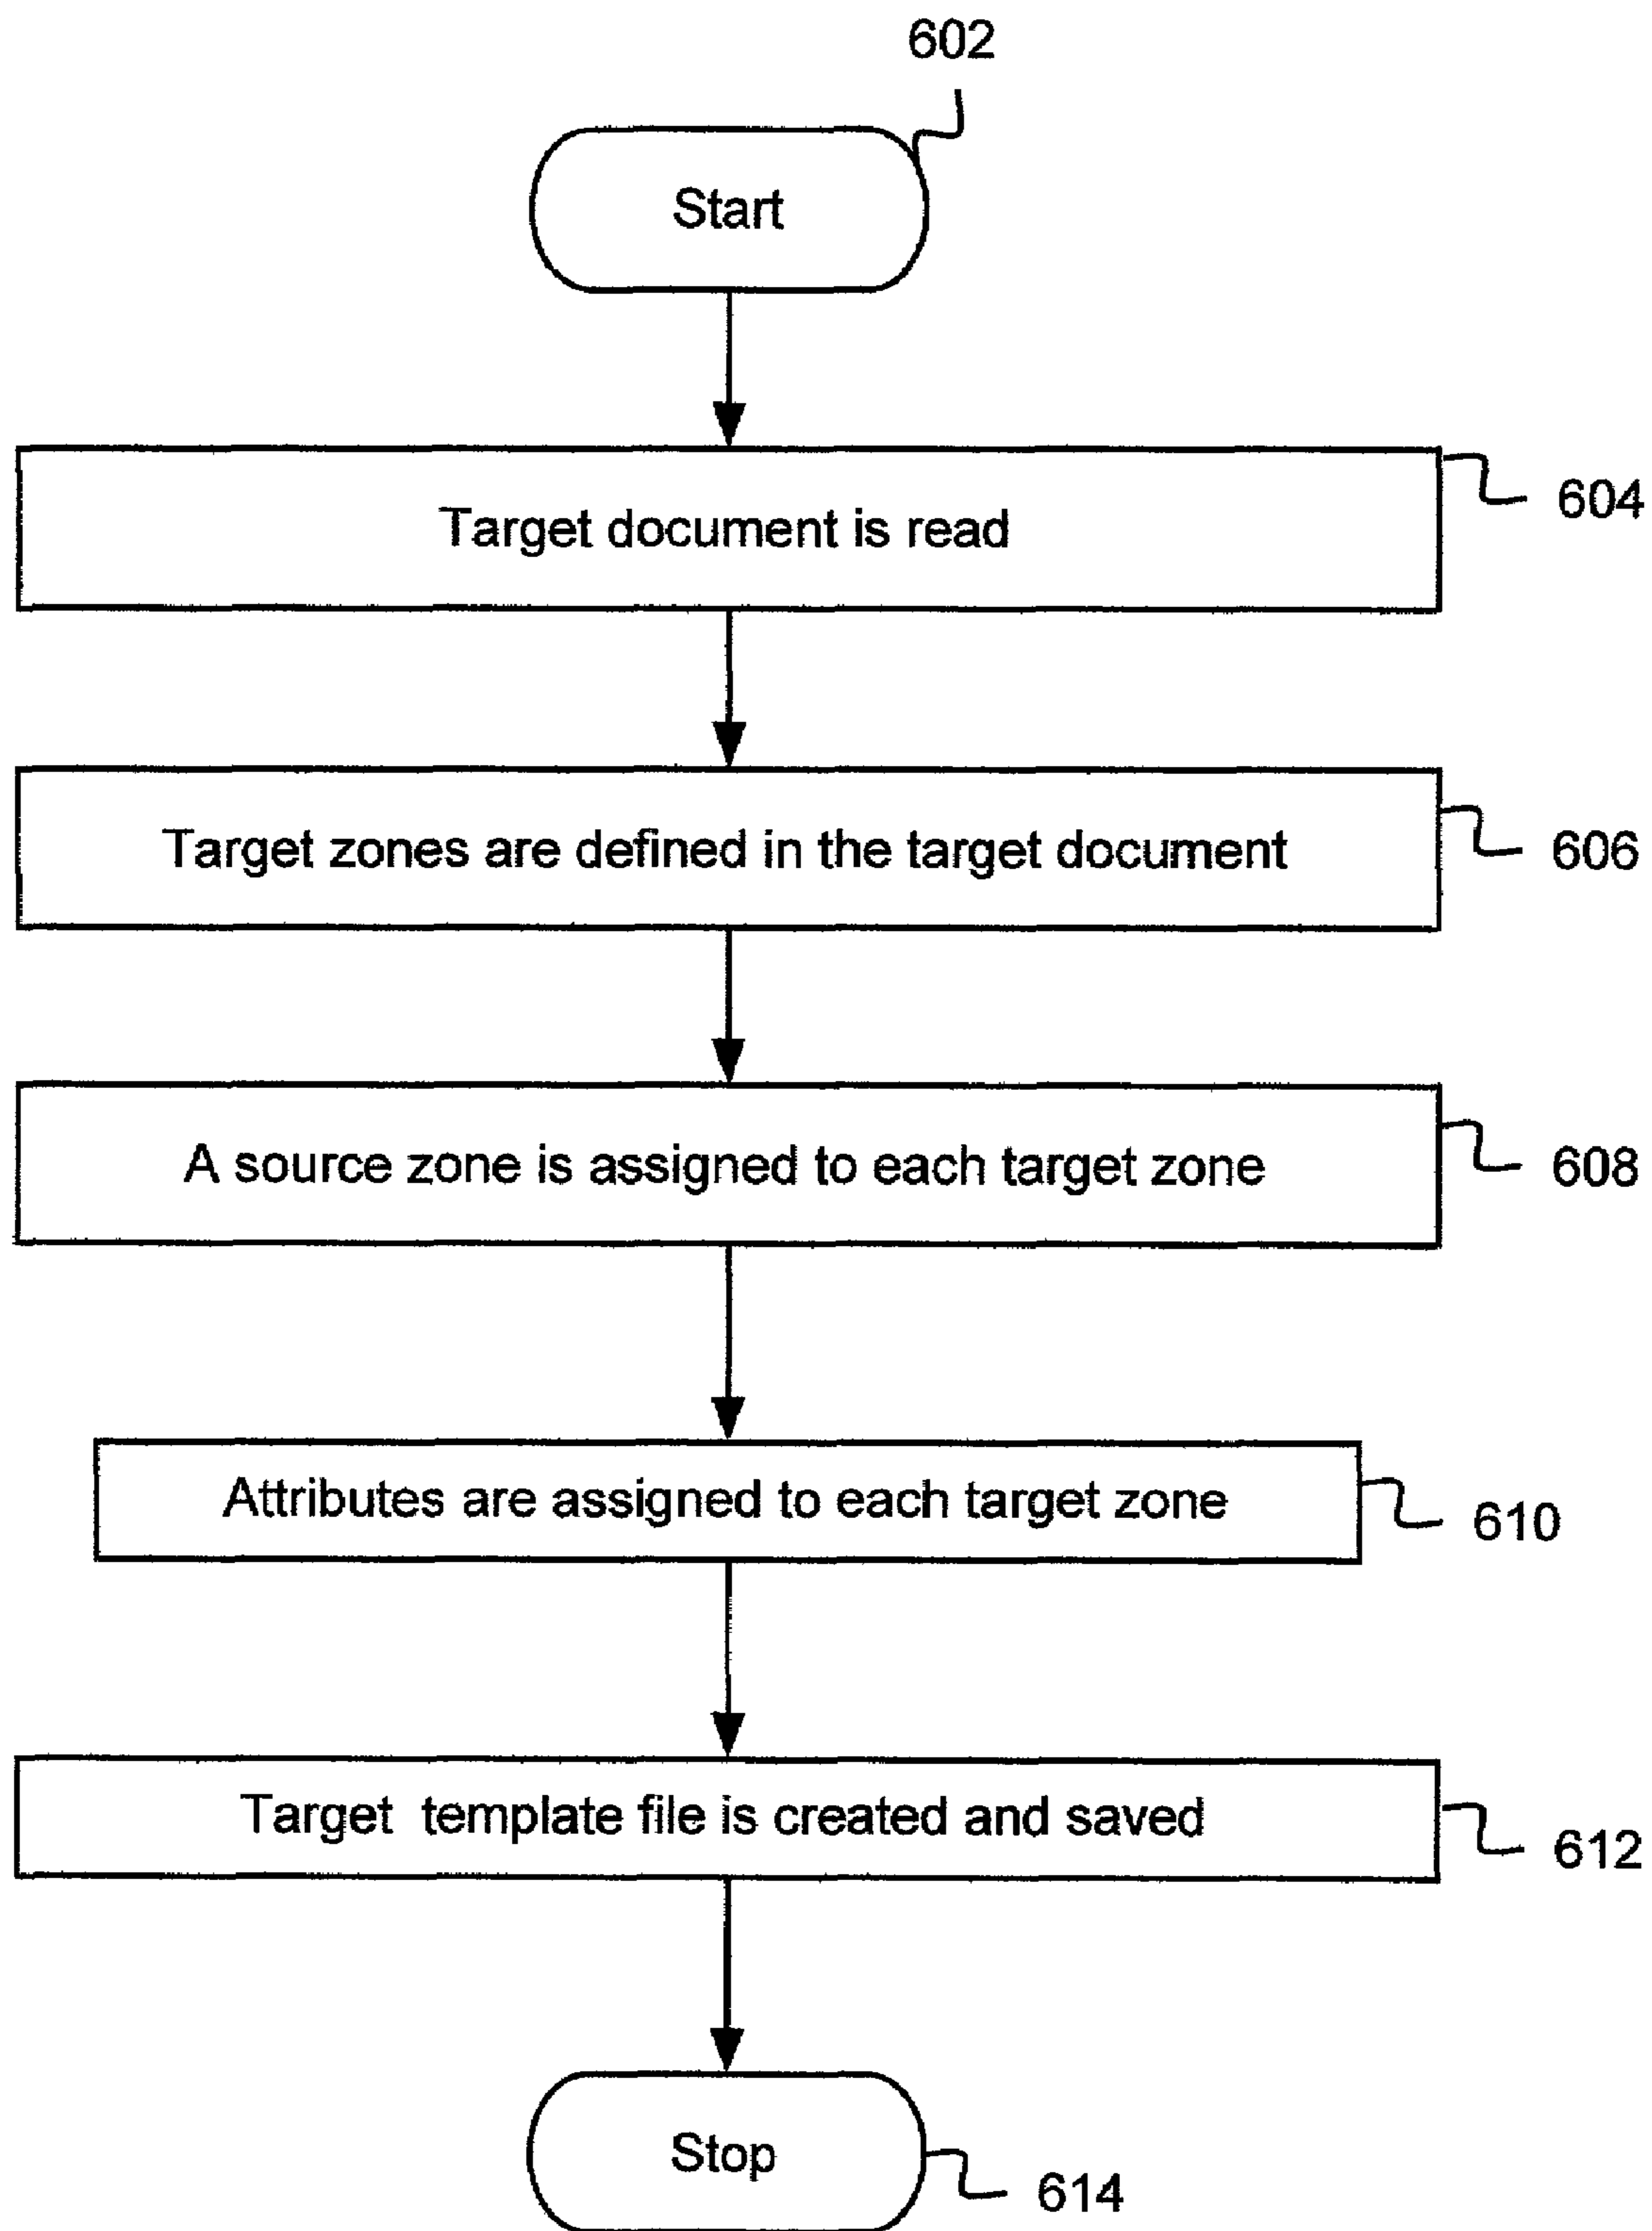 602
Start
Target document is read
604
Target zones are defined in the target document
606
A source zone is assigned to each target zone
608
Attributes are assigned to each target zone
610
Target template file is created and saved
612
Stop
614